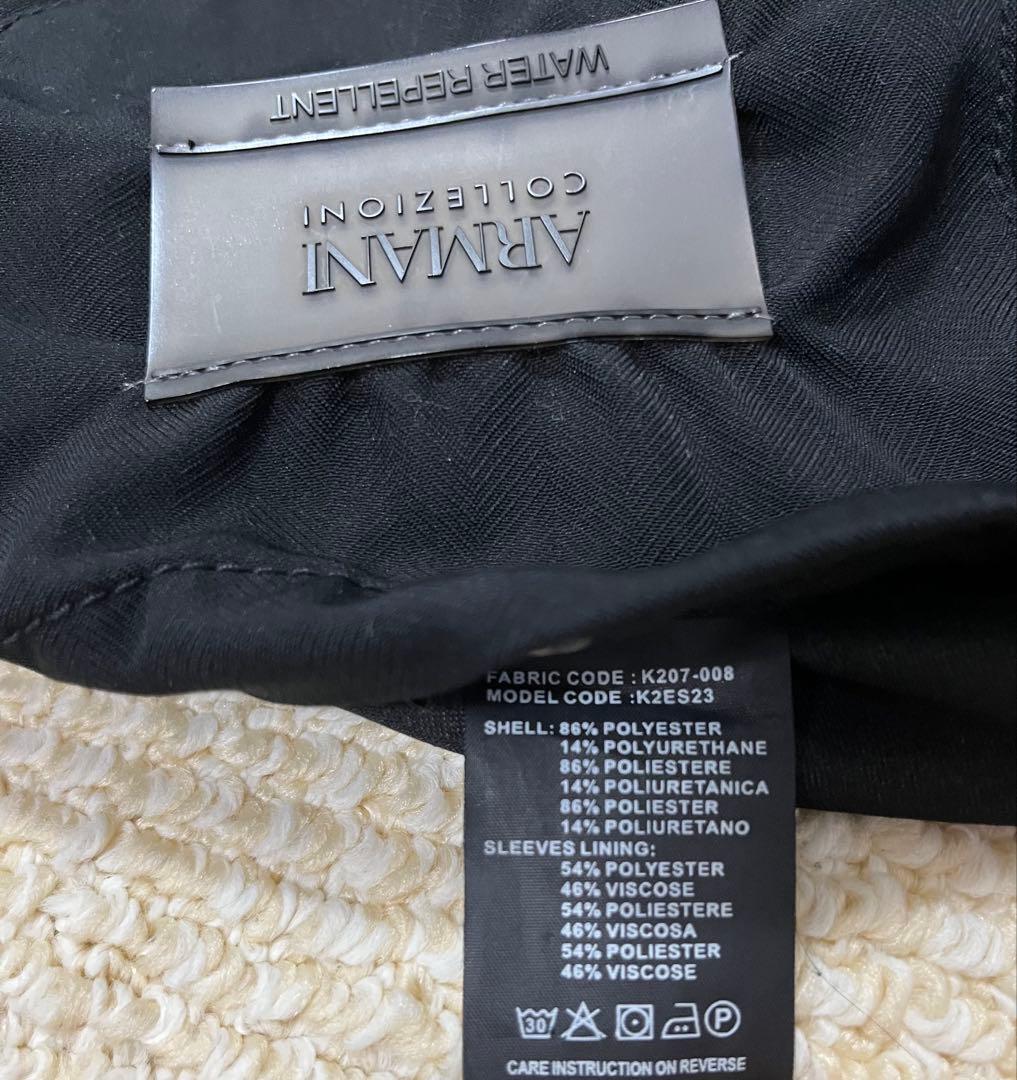 WATER REPELLENT
ARMANI
COLLEZIONI
FABRIC CODE : K207-008
MODEL CODE : K2ES23
SHELL: 86% POLYESTER
14% POLYURETHANE
86% POLIESTERE
14% POLIURETANICA
86% POLIESTER
14% POLIURETANO
SLEEVES LINING:
54% POLYESTER
46% VISCOSE
54% POLIESTERE
46% VISCOSA
54% POLIESTER
46% VISCOSE
30 P
CARE INSTRUCTION ON REVERSE